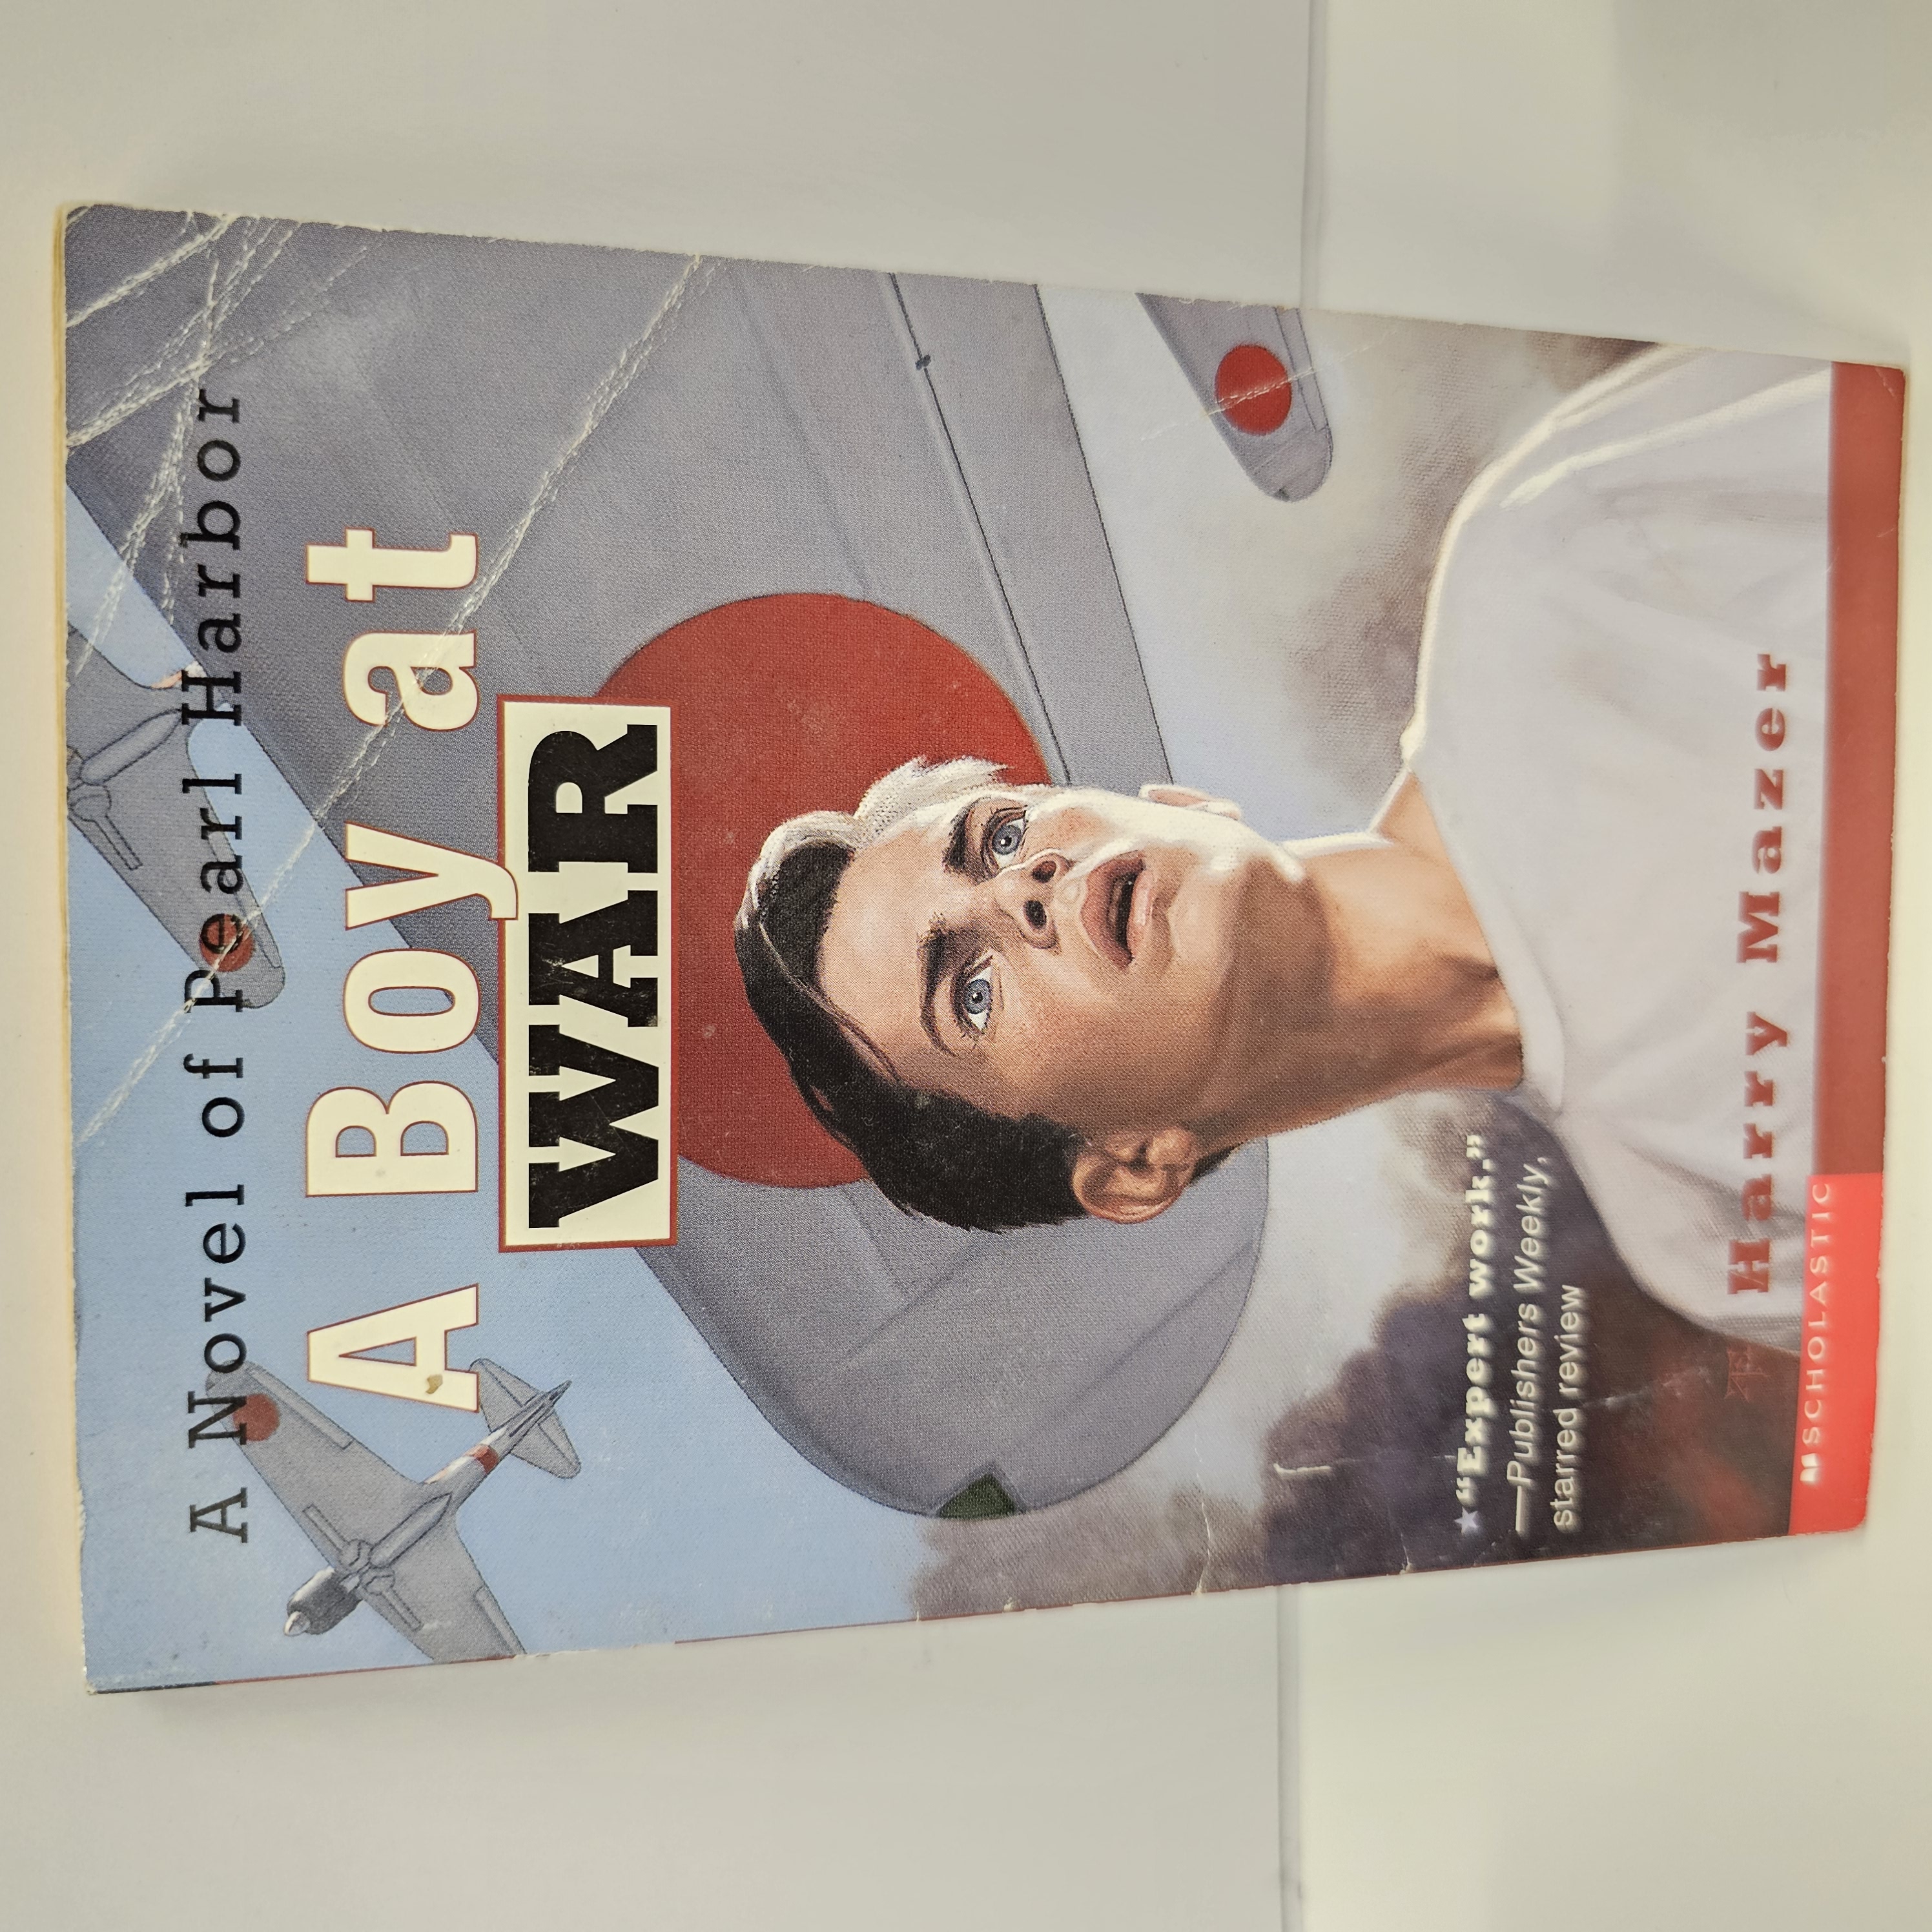 A Novel of Pearl Harbor
A Boy at
WAR
★“Expert work.”
—Publishers Weekly,
starred review
Harry Mazer
SCHOLASTIC